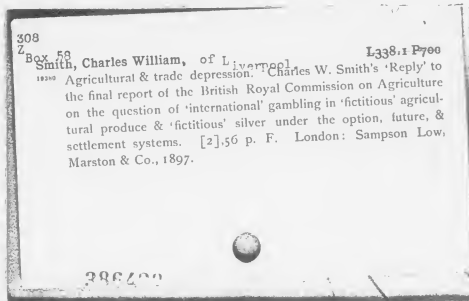 308
Z
Box 58
L338.1 P700
Smith, Charles William, of Liverpool.
Agricultural & trade depression. Charles W. Smith's 'Reply' to
the final report of the British Royal Commission on Agriculture
on the question of 'international' gambling in 'fictitious' agricul-
tural produce & 'fictitious' silver under the option, future, &
settlement systems. [2],56 p. F. London: Sampson Low,
Marston & Co., 1897.